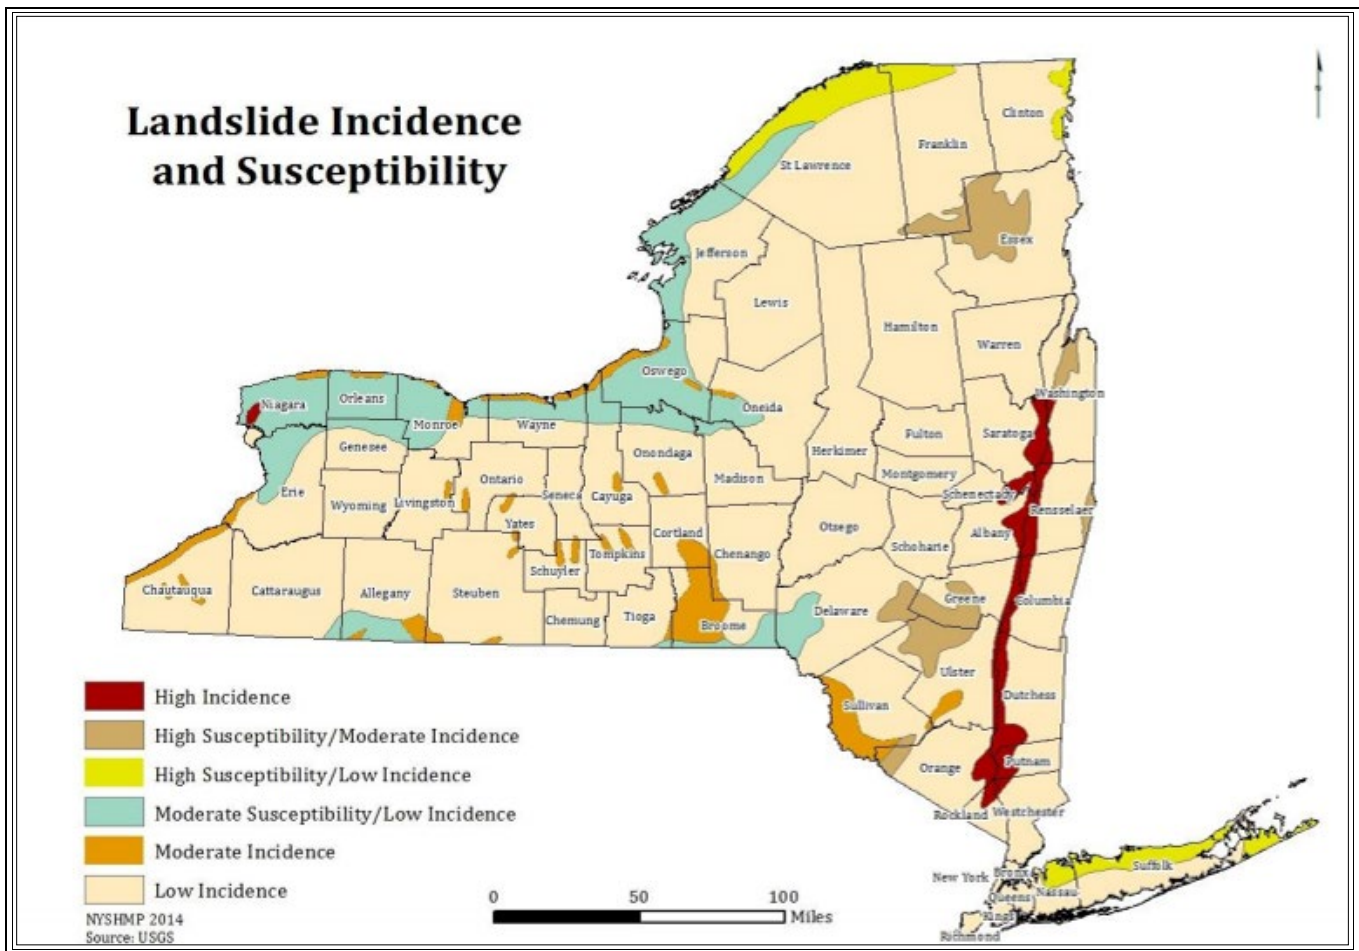 Landslide Incidence
and Susceptibility
Clinton
Franklin
St Lawrence
Essex
Jefferson
Lewis
Hamilton
Warren
Oswego
Washington
Niagara
Orleans
Oneida
Monroe
Wayne
Genesee
Fulton
Saratoga
Onondaga
Herkimer
Madison
Montgomery
Ontario
Erie
Wyoming
Livingston
Seneca
Cayuga
Schenectady
Rensselaer
Yates
Otsego
Cortland
Albany
Schoharie
Tompkins
Chenango
Schuyler
Chautauqua
Cattaraugus
Allegany
Steuben
Greene
Columbia
Delaware
Chemung
Tioga
Broome
Ulster
Dutchess
Sullivan
Orange
Putnam
Rockland
Westchester
Suffolk
New York
Bronx
Nassau
Queens
Kings
Richmond
High Incidence
High Susceptibility/Moderate Incidence
High Susceptibility/Low Incidence
Moderate Susceptibility/Low Incidence
Moderate Incidence
Low Incidence
NYSHMP 2014
Source: USGS
0 50 100
Miles